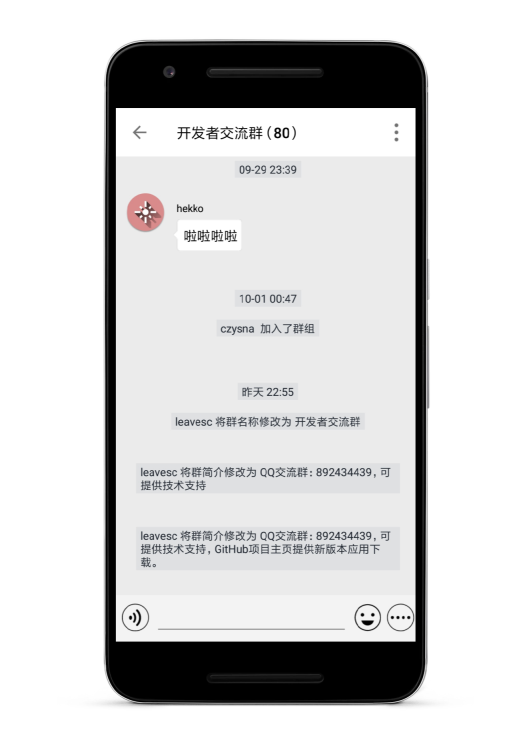 开发者交流群(80)
09-29 23:39
hekko
啦啦啦啦
10-01 00:47
czysna 加入了群组
昨天 22:55
leavesc 将群名称修改为 开发者交流群
leavesc 将群简介修改为 QQ交流群：892434439，可
提供技术支持
leavesc 将群简介修改为 QQ交流群：892434439，可
提供技术支持，GitHub项目主页提供新版本应用下
载。